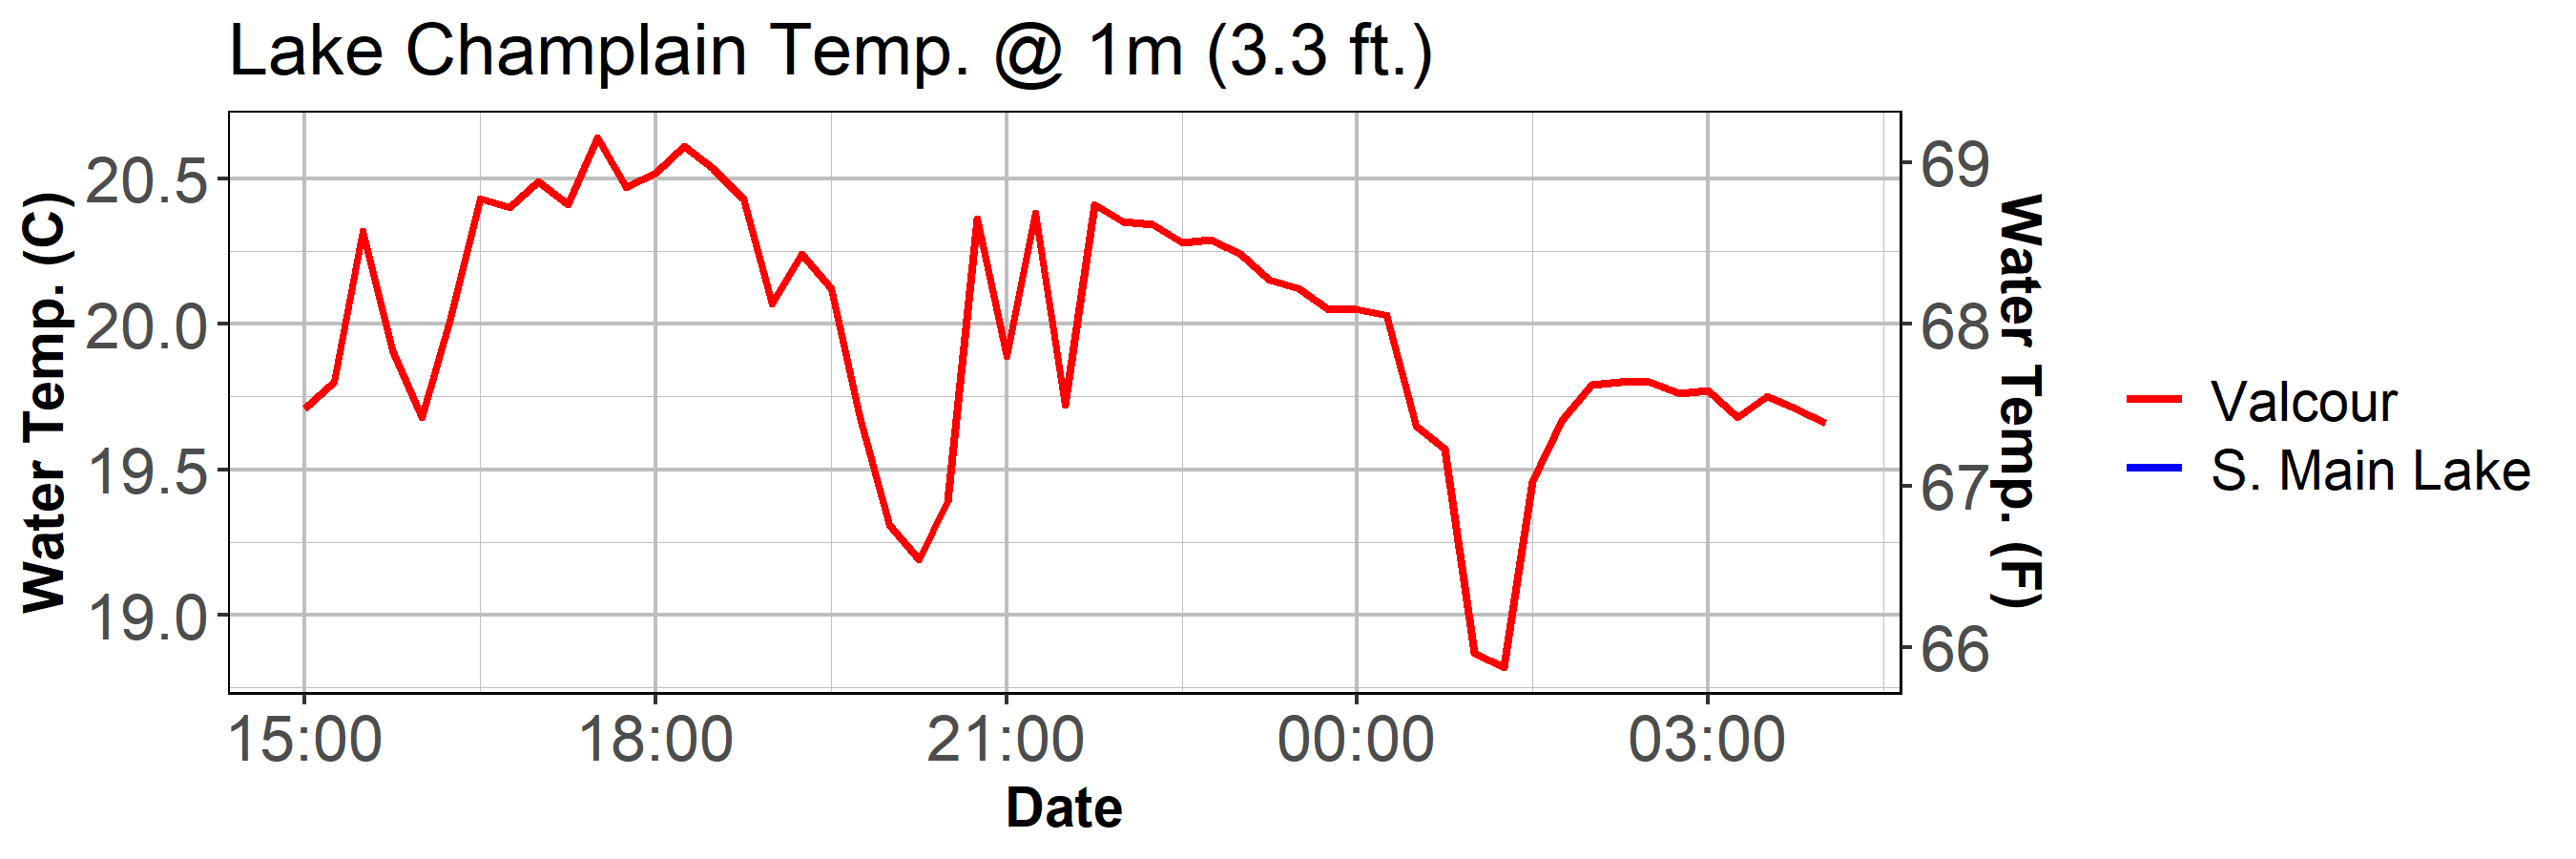 Lake Champlain Temp. @ 1m (3.3 ft.)
Water Temp. (C)
20.5
20.0
19.5
19.0
69
68
67
66
Water Temp. (F)
15:00 18:00 21:00 00:00 03:00
Date
Valcour
S. Main Lake